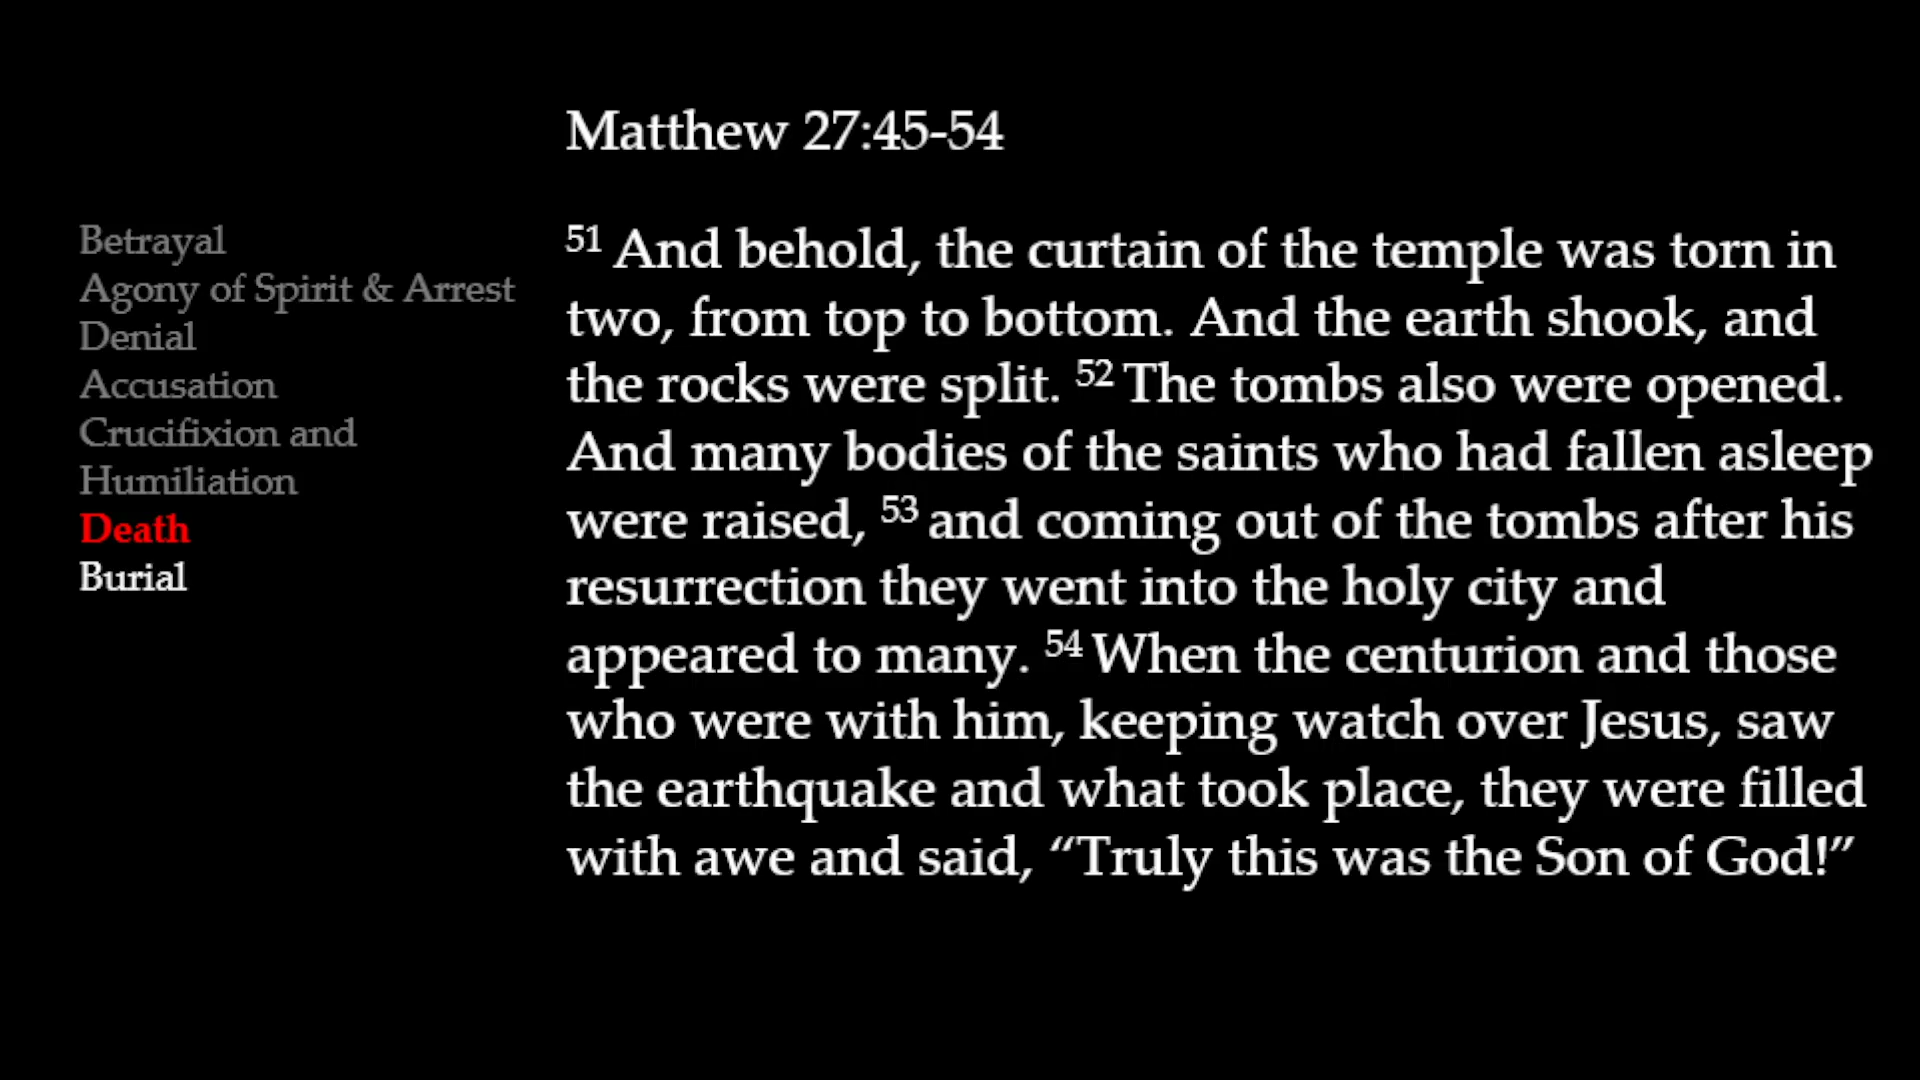 Matthew 27:45-54
Betrayal
Agony of Spirit & Arrest
Denial
Accusation
Crucifixion and
Humiliation
Death
Burial
51 And behold, the curtain of the temple was torn in
two, from top to bottom. And the earth shook, and
the rocks were split. 52 The tombs also were opened.
And many bodies of the saints who had fallen asleep
were raised, 53 and coming out of the tombs after his
resurrection they went into the holy city and
appeared to many. 54 When the centurion and those
who were with him, keeping watch over Jesus, saw
the earthquake and what took place, they were filled
with awe and said, “Truly this was the Son of God!”